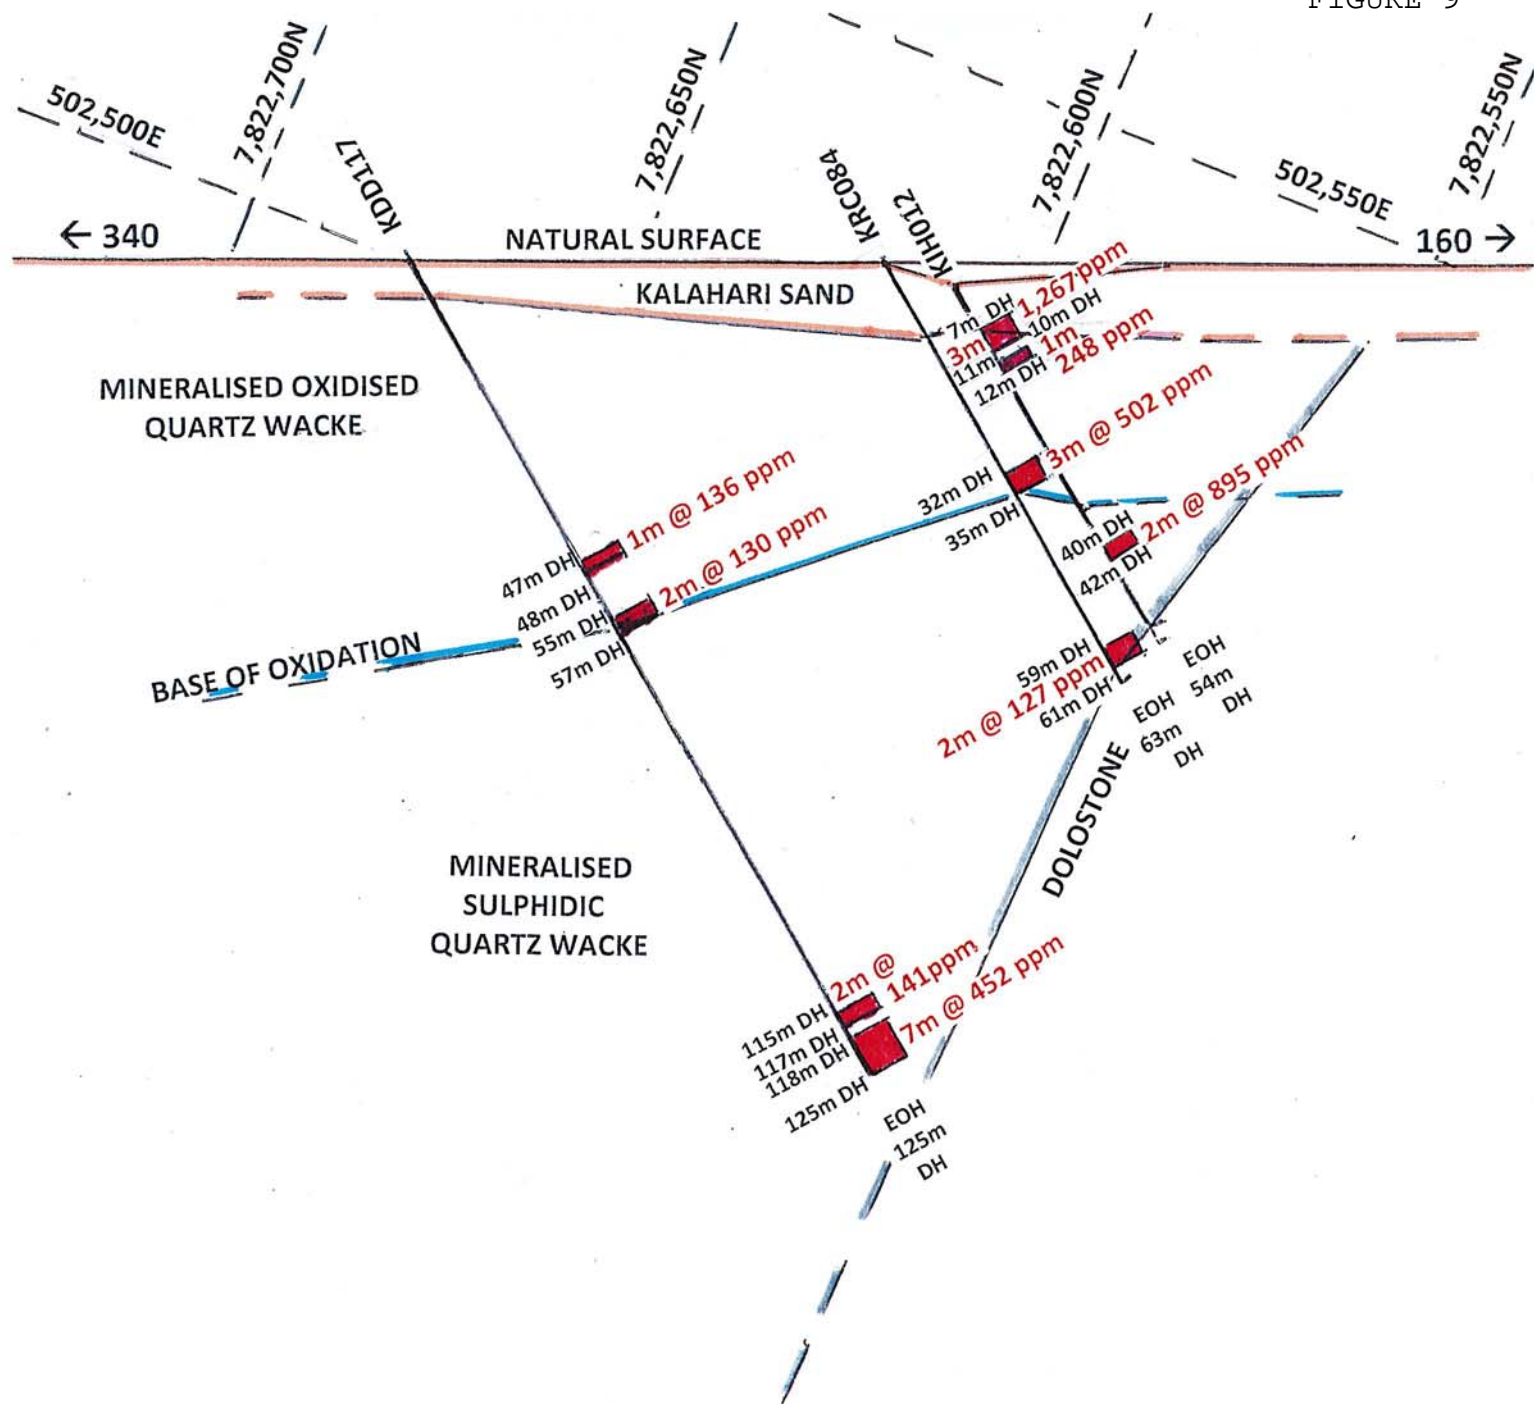 FIGURE 9
502,500E
7,822,700N
7,822,650N
7,822,600N
502,550E
7,822,550N
KDD117
KRC084
KIH012
← 340
NATURAL SURFACE
160 →
KALAHARI SAND
7m DH
1,267 ppm
10m DH
3m
1m
11m
248 ppm
12m DH
MINERALISED OXIDISED
QUARTZ WACKE
3m @ 502 ppm
32m DH
35m DH
1m @ 136 ppm
47m DH
48m DH
2m @ 130 ppm
55m DH
57m DH
2m @ 895 ppm
40m DH
42m DH
BASE OF OXIDATION
59m DH
2m @ 127 ppm
61m DH
EOH
54m
DH
EOH
63m
DH
DOLOSTONE
MINERALISED
SULPHIDIC
QUARTZ WACKE
2m @
141ppm
115m DH
117m DH
118m DH
7m @ 452 ppm
125m DH
EOH
125m
DH